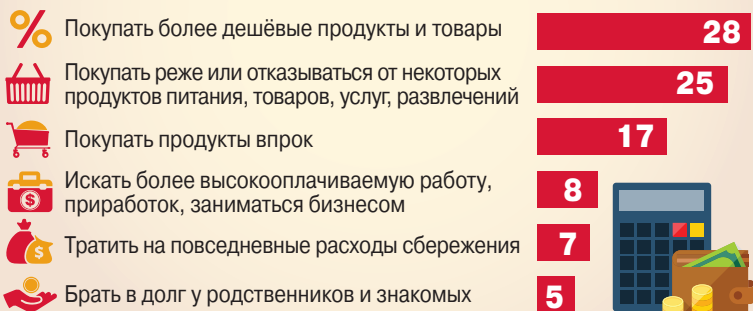 Покупать более дешёвые продукты и товары
28
Покупать реже или отказываться от некоторых
продуктов питания, товаров, услуг, развлечений
25
Покупать продукты впрок
17
Искать более высокооплачиваемую работу,
приработок, заниматься бизнесом
8
Тратить на повседневные расходы сбережения
7
Брать в долг у родственников и знакомых
5